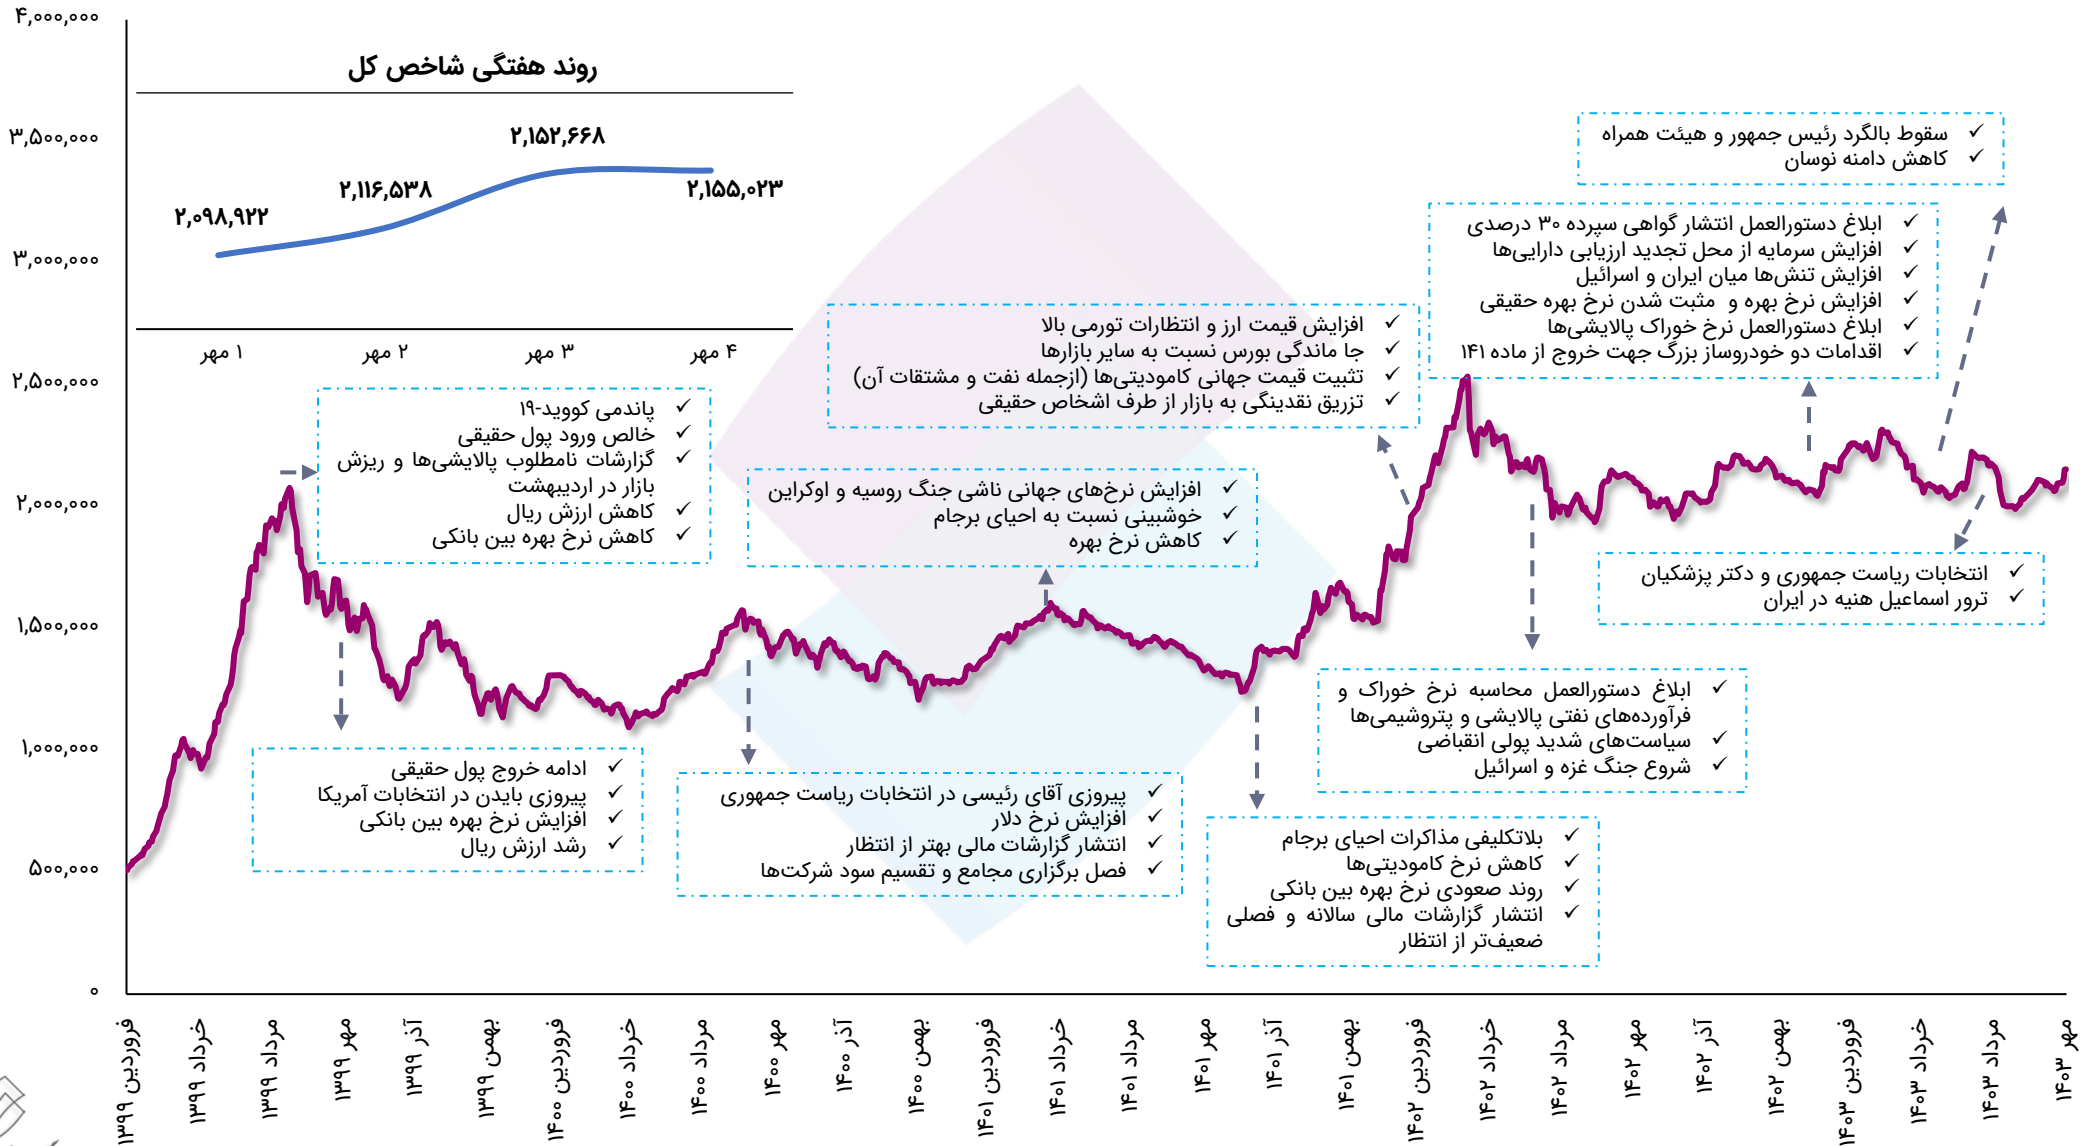 ۴,۰۰۰,۰۰۰
۳,۵۰۰,۰۰۰
۳,۰۰۰,۰۰۰
۲,۵۰۰,۰۰۰
۲,۰۰۰,۰۰۰
۱,۵۰۰,۰۰۰
۱,۰۰۰,۰۰۰
۵۰۰,۰۰۰
۰
روند هفتگی شاخص کل
۲,۰۹۸,۹۲۲
۲,۱۱۶,۵۳۸
۲,۱۵۲,۶۶۸
۲,۱۵۵,۰۲۳
۱ مهر
۲ مهر
۳ مهر
۴ مهر
✓ سقوط بالگرد رئیس جمهور و هیئت همراه
✓ کاهش دامنه نوسان
✓ ابلاغ دستورالعمل انتشار گواهی سپرده ۳۰ درصدی
✓ افزایش سرمایه از محل تجدید ارزیابی دارایی‌ها
✓ افزایش تنش‌ها میان ایران و اسرائیل
✓ افزایش نرخ بهره و مثبت شدن نرخ بهره حقیقی
✓ ابلاغ دستورالعمل نرخ خوراک پالایشی‌ها
✓ اقدامات دو خودروساز بزرگ جهت خروج از ماده ۱۴۱
✓ افزایش قیمت ارز و انتظارات تورمی بالا
✓ جا ماندگی بورس نسبت به سایر بازارها
✓ تثبیت قیمت جهانی کامودیتی‌ها (ازجمله نفت و مشتقات آن)
✓ تزریق نقدینگی به بازار از طرف اشخاص حقیقی
✓ پاندمی کووید-۱۹
✓ خالص ورود پول حقیقی
✓ گزارشات نامطلوب پالایشی‌ها و ریزش
بازار در اردیبهشت
✓ کاهش ارزش ریال
✓ کاهش نرخ بهره بین بانکی
✓ افزایش نرخ‌های جهانی ناشی جنگ روسیه و اوکراین
✓ خوشبینی نسبت به احیای برجام
✓ کاهش نرخ بهره
✓ انتخابات ریاست جمهوری و دکتر پزشکیان
✓ ترور اسماعیل هنیه در ایران
✓ ابلاغ دستورالعمل محاسبه نرخ خوراک و
فرآورده‌های نفتی پالایشی و پتروشیمی‌ها
✓ سیاست‌های شدید پولی انقباضی
✓ شروع جنگ غزه و اسرائیل
✓ ادامه خروج پول حقیقی
✓ پیروزی بایدن در انتخابات آمریکا
✓ افزایش نرخ بهره بین بانکی
✓ رشد ارزش ریال
✓ پیروزی آقای رئیسی در انتخابات ریاست جمهوری
✓ افزایش نرخ دلار
✓ انتشار گزارشات مالی بهتر از انتظار
✓ فصل برگزاری مجامع و تقسیم سود شرکت‌ها
✓ بلاتکلیفی مذاکرات احیای برجام
✓ کاهش نرخ کامودیتی‌ها
✓ روند صعودی نرخ بهره بین بانکی
✓ انتشار گزارشات مالی سالانه و فصلی
ضعیف‌تر از انتظار
فروردین ۱۳۹۹
خرداد ۱۳۹۹
مرداد ۱۳۹۹
مهر ۱۳۹۹
آذر ۱۳۹۹
بهمن ۱۳۹۹
فروردین ۱۴۰۰
خرداد ۱۴۰۰
مرداد ۱۴۰۰
مهر ۱۴۰۰
آذر ۱۴۰۰
بهمن ۱۴۰۰
فروردین ۱۴۰۱
خرداد ۱۴۰۱
مرداد ۱۴۰۱
مهر ۱۴۰۱
آذر ۱۴۰۱
بهمن ۱۴۰۱
فروردین ۱۴۰۲
خرداد ۱۴۰۲
مرداد ۱۴۰۲
مهر ۱۴۰۲
آذر ۱۴۰۲
بهمن ۱۴۰۲
فروردین ۱۴۰۳
خرداد ۱۴۰۳
مرداد ۱۴۰۳
مهر ۱۴۰۳